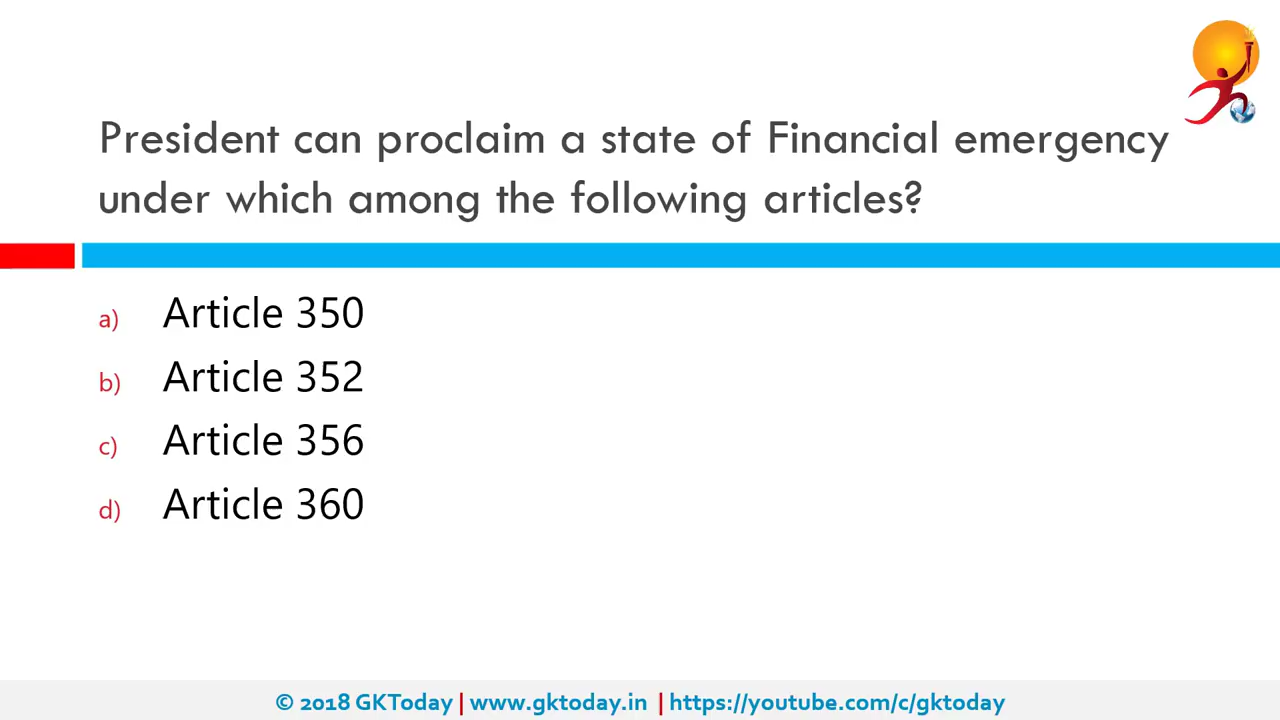 President can proclaim a state of Financial emergency
under which among the following articles?
a) Article 350
b) Article 352
c) Article 356
d) Article 360
© 2018 GKToday | www.gktoday.in | https://youtube.com/c/gktoday